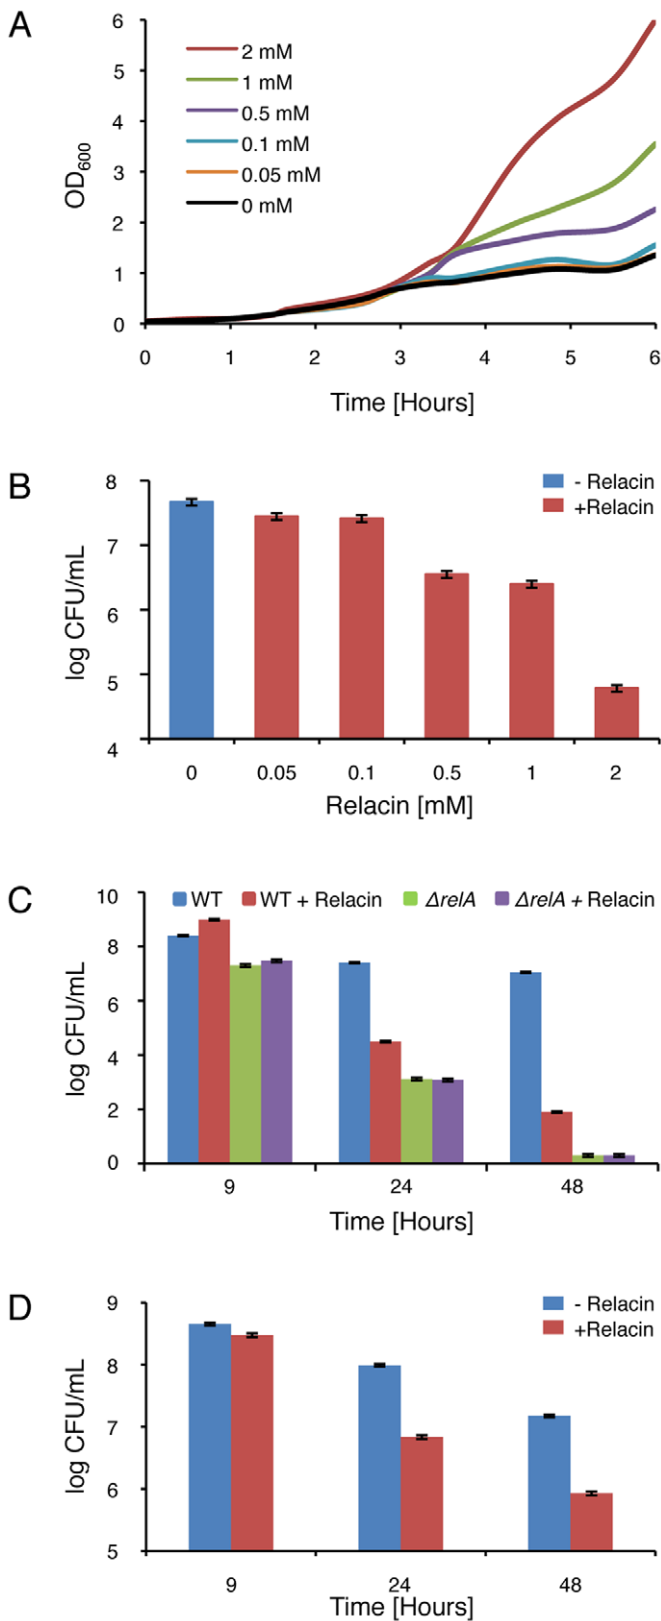 A
6
5
4
3
2
1
0
OD600
2 mM
1 mM
0.5 mM
0.1 mM
0.05 mM
0 mM
0 1 2 3 4 5 6
Time [Hours]
B
8
7
6
5
4
log CFU/mL
- Relacin
+Relacin
0 0.05 0.1 0.5 1 2
Relacin [mM]
C
10
8
6
4
2
0
log CFU/mL
WT WT + Relacin ΔrelA ΔrelA + Relacin
9 24 48
Time [Hours]
D
9
8
7
6
5
log CFU/mL
- Relacin
+Relacin
9 24 48
Time [Hours]